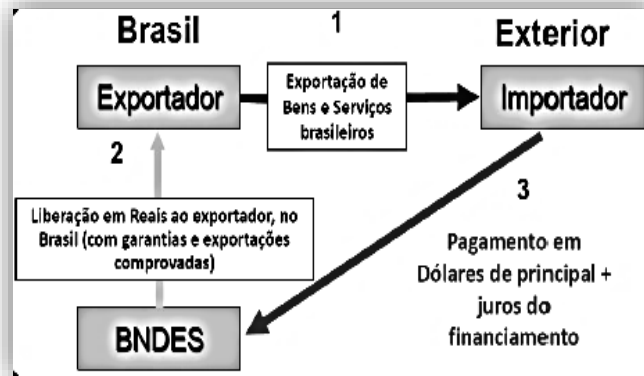 Brasil
1
Exterior
Exportador
Exportação de
Bens e Serviços
brasileiros
Importador
2
Liberação em Reais ao exportador, no
Brasil (com garantias e exportações
comprovadas)
3
Pagamento em
Dólares de principal +
juros do
financiamento
BNDES